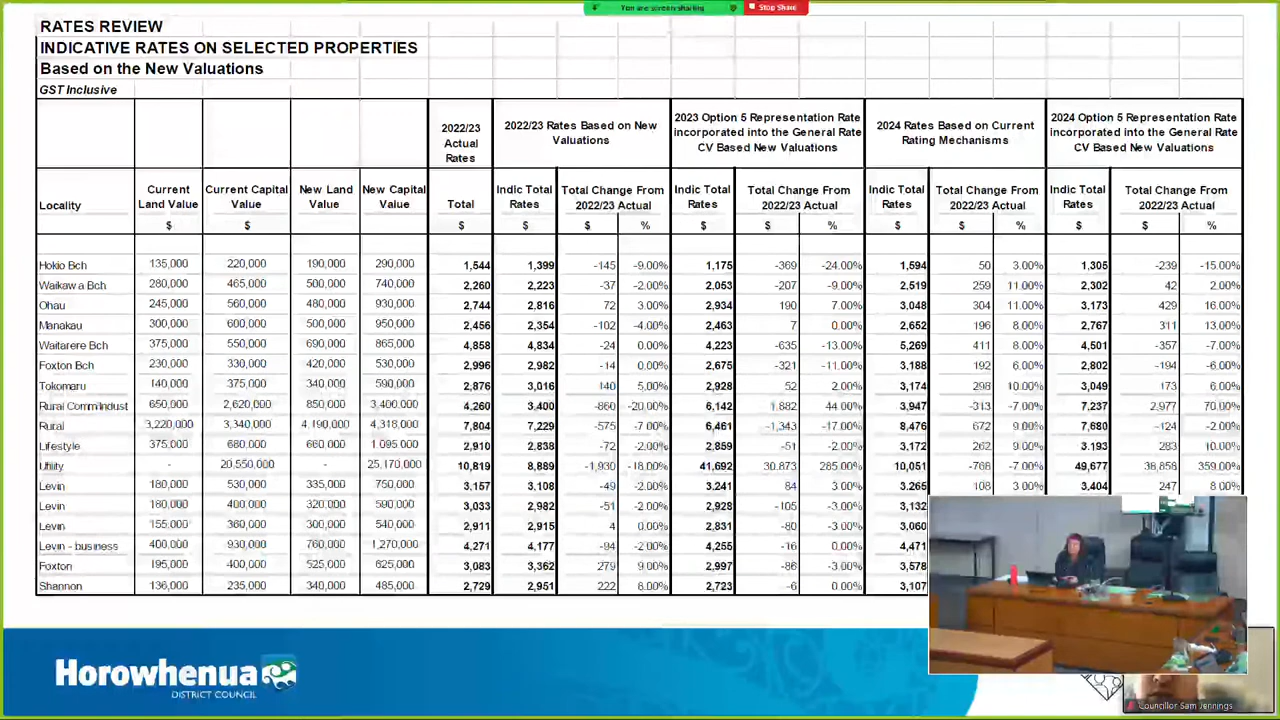 You are screen sharing Stop Share
RATES REVIEW
INDICATIVE RATES ON SELECTED PROPERTIES
Based on the New Valuations
GST Inclusive
2022/23 Actual Rates
2022/23 Rates Based on New Valuations
2023 Option 5 Representation Rate incorporated into the General Rate CV Based New Valuations
2024 Rates Based on Current Rating Mechanisms
2024 Option 5 Representation Rate incorporated into the General Rate CV Based New Valuations
Locality Current Land Value Current Capital Value New Land Value New Capital Value Total Indic Total Rates Total Change From 2022/23 Actual Indic Total Rates Total Change From 2022/23 Actual Indic Total Rates Total Change From 2022/23 Actual Indic Total Rates Total Change From 2022/23 Actual
$ $ $ $ $ % $ $ % $ $ % $ $ %
Hokio Bch 135,000 220,000 190,000 290,000 1,544 1,399 -145 -9.00% 1,175 -369 -24.00% 1,594 50 3.00% 1,305 -239 -15.00%
Waikawa Bch 280,000 465,000 500,000 740,000 2,260 2,223 -37 -2.00% 2,053 -207 -9.00% 2,519 259 11.00% 2,302 42 2.00%
Ohau 245,000 560,000 480,000 930,000 2,744 2,816 72 3.00% 2,934 190 7.00% 3,048 304 11.00% 3,173 429 16.00%
Manakau 300,000 600,000 500,000 950,000 2,456 2,354 -102 -4.00% 2,463 7 0.00% 2,652 196 8.00% 2,767 311 13.00%
Waitarere Bch 375,000 550,000 690,000 865,000 4,858 4,834 -24 0.00% 4,223 -635 -13.00% 5,269 411 8.00% 4,501 -357 -7.00%
Foxton Bch 230,000 330,000 420,000 530,000 2,996 2,982 -14 0.00% 2,675 -321 -11.00% 3,188 192 6.00% 2,802 -194 -6.00%
Tokomaru 140,000 375,000 340,000 590,000 2,876 3,016 140 5.00% 2,928 52 2.00% 3,174 298 10.00% 3,049 173 6.00%
Rural Comm/Indust 650,000 2,620,000 850,000 3,400,000 4,260 3,400 -860 -20.00% 6,142 1,882 44.00% 3,947 -313 -7.00% 7,237 2,977 70.00%
Rural 3,220,000 3,340,000 4,190,000 4,318,000 7,804 7,229 -575 -7.00% 6,461 -1,343 -17.00% 8,476 672 9.00% 7,680 -124 -2.00%
Lifestyle 375,000 680,000 660,000 1,095,000 2,910 2,838 -72 -2.00% 2,859 -51 -2.00% 3,172 262 9.00% 3,193 283 10.00%
Utility - 20,550,000 - 25,170,000 10,819 8,889 -1,930 -18.00% 41,692 30,873 285.00% 10,051 -768 -7.00% 49,677 38,858 359.00%
Levin 180,000 530,000 335,000 750,000 3,157 3,108 -49 -2.00% 3,241 84 3.00% 3,265 108 3.00% 3,404 247 8.00%
Levin 180,000 400,000 320,000 590,000 3,033 2,982 -51 -2.00% 2,928 -105 -3.00% 3,132
Levin 155,000 360,000 300,000 540,000 2,911 2,915 4 0.00% 2,831 -80 -3.00% 3,060
Levin - business 400,000 930,000 760,000 1,270,000 4,271 4,177 -94 -2.00% 4,255 -16 0.00% 4,471
Foxton 195,000 400,000 525,000 625,000 3,083 3,362 279 9.00% 2,997 -86 -3.00% 3,578
Shannon 136,000 235,000 340,000 485,000 2,729 2,951 222 8.00% 2,723 -6 0.00% 3,107
Horowhenua
DISTRICT COUNCIL
Councillor Sam Jennings